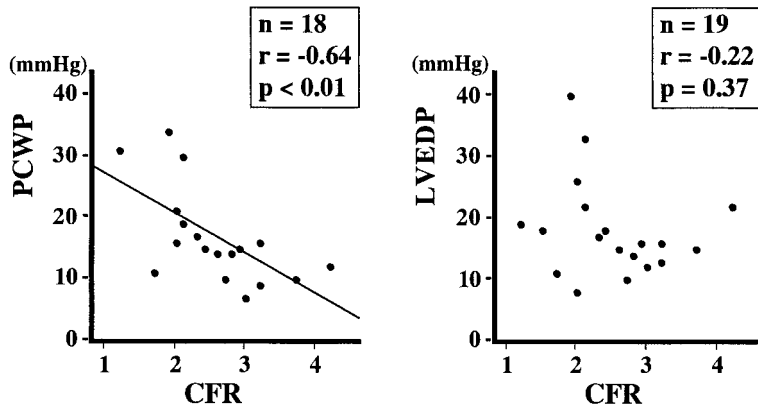 n = 18
r = -0.64
p < 0.01
(mmHg)
40
30
20
10
0
PCWP
1 2 3 4
CFR
n = 19
r = -0.22
p = 0.37
(mmHg)
40
30
20
10
0
LVEDP
1 2 3 4
CFR